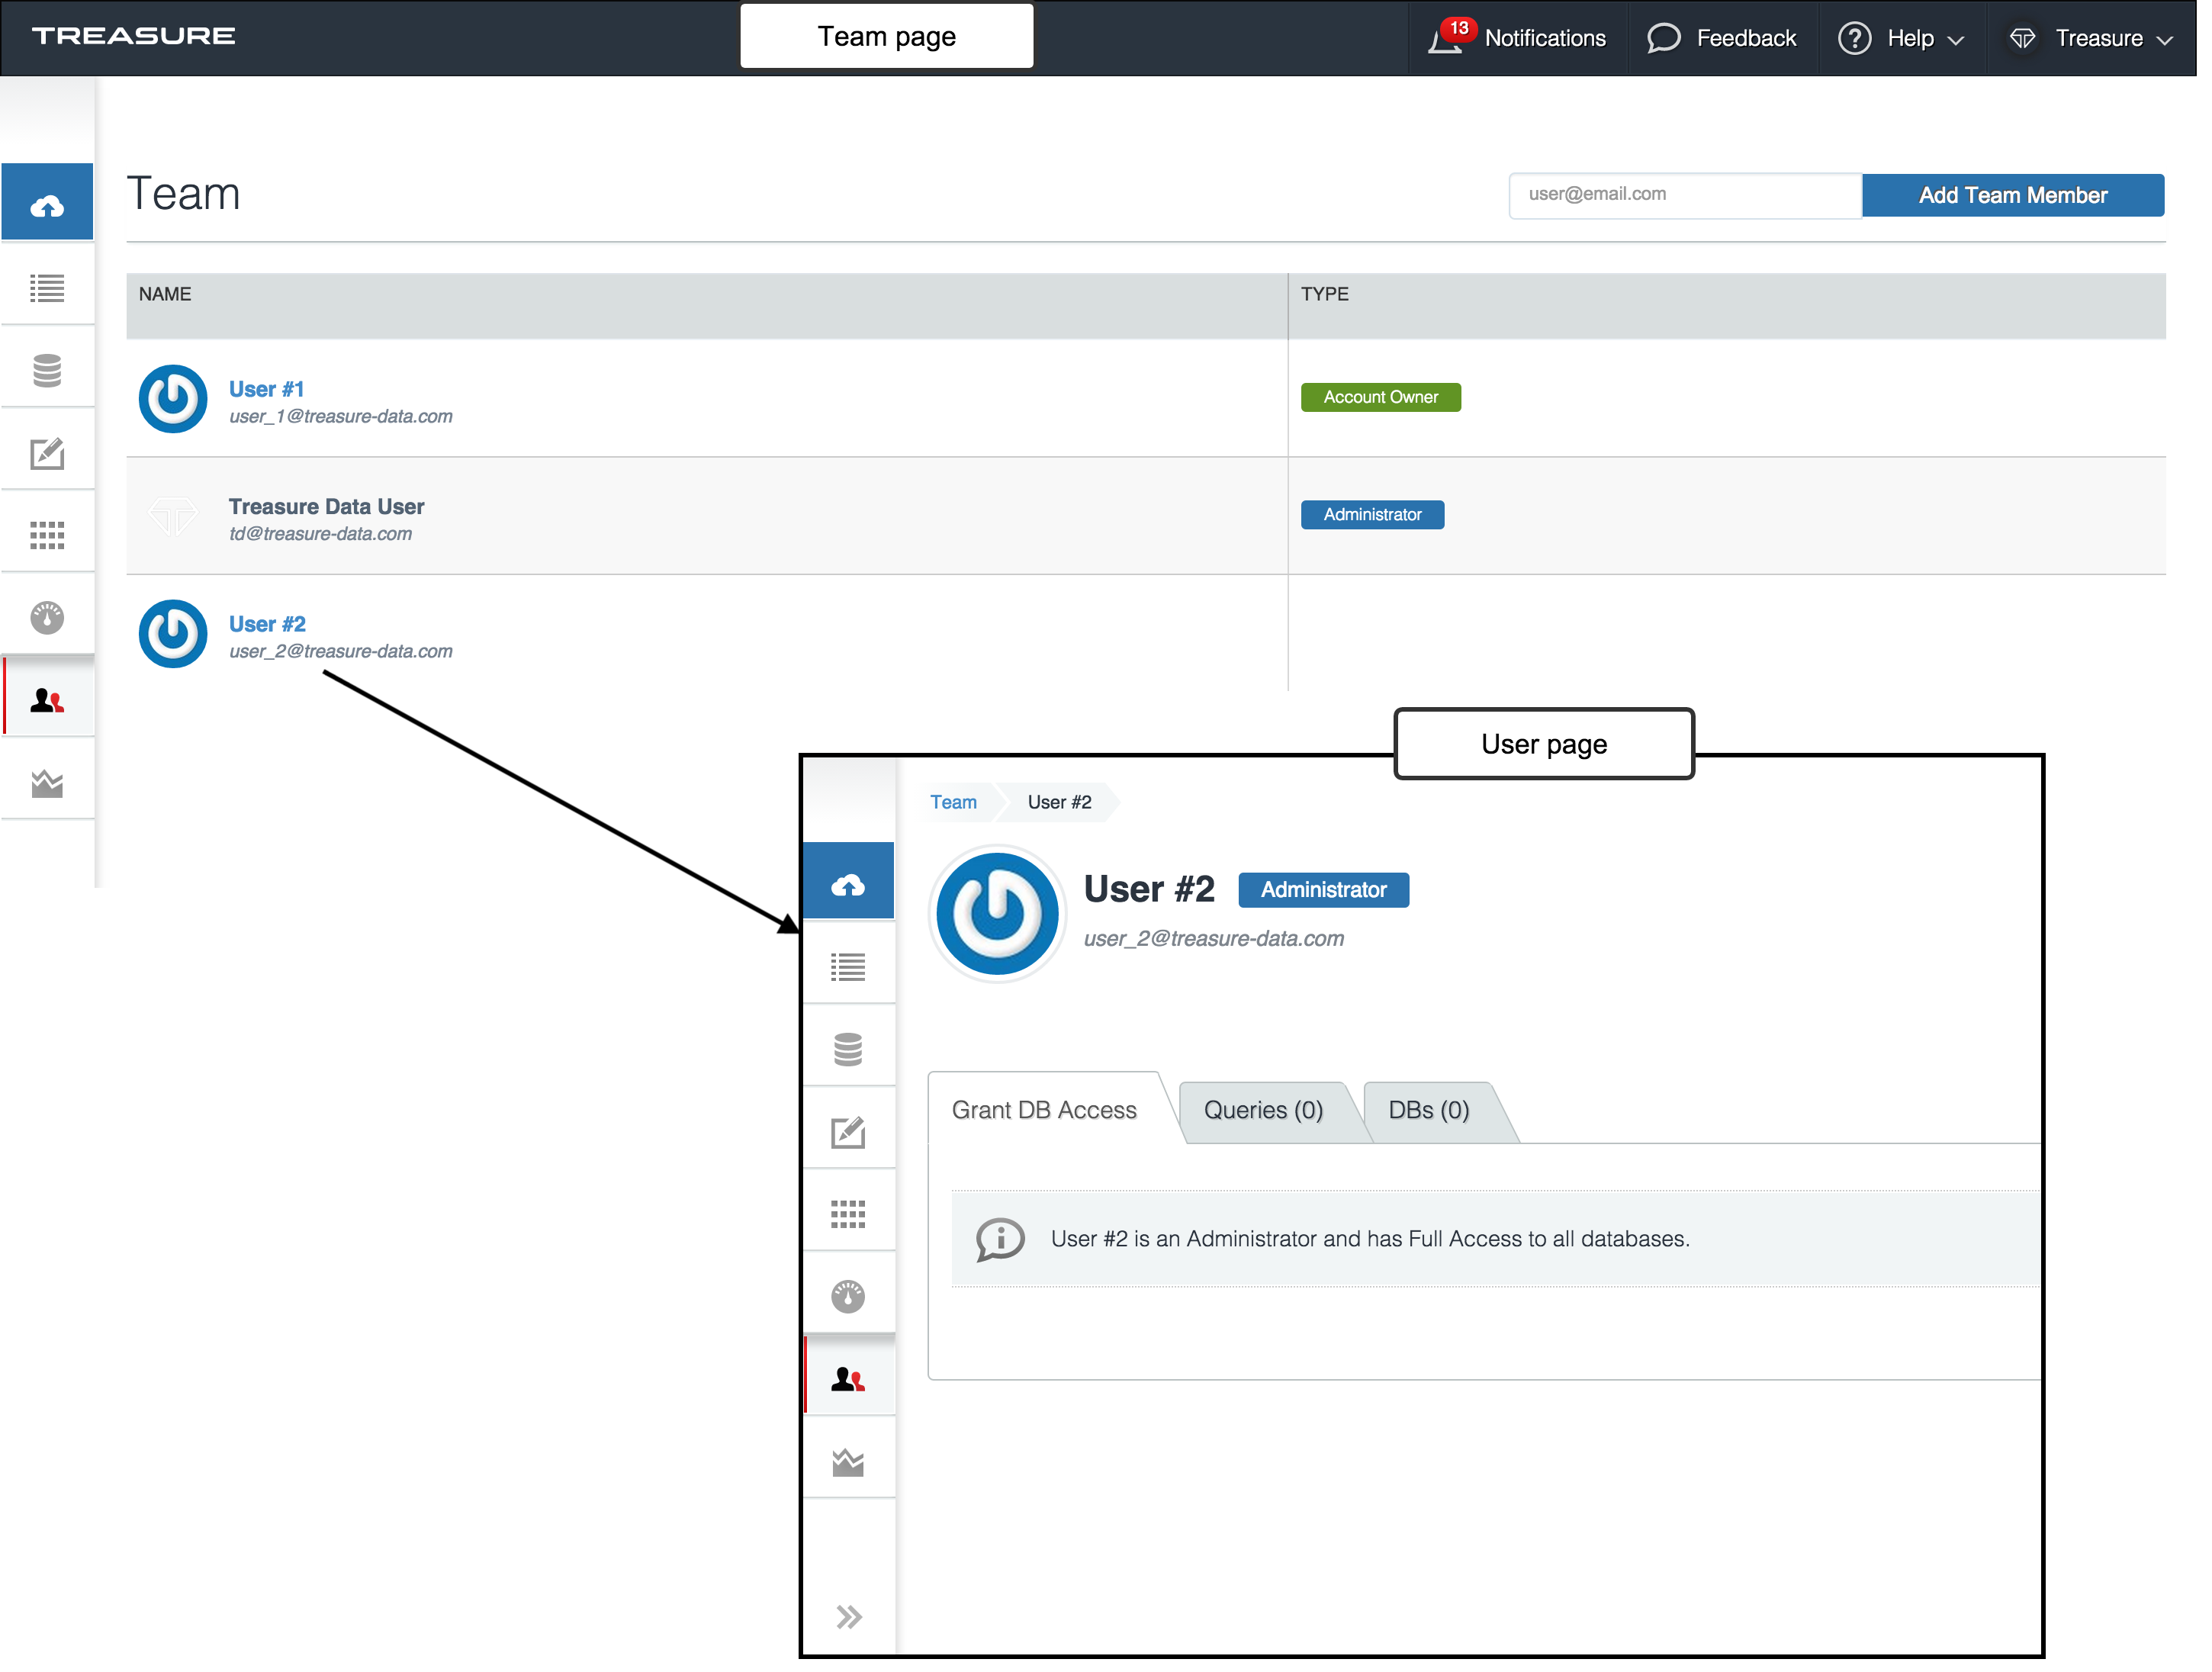 TREASURE
Team page
13
Notifications
Feedback
Help
Treasure
Team
user@email.com
Add Team Member
NAME
TYPE
User #1
user_1@treasure-data.com
Account Owner
Treasure Data User
td@treasure-data.com
Administrator
User #2
user_2@treasure-data.com
User page
Team
User #2
User #2
Administrator
user_2@treasure-data.com
Grant DB Access
Queries (0)
DBs (0)
User #2 is an Administrator and has Full Access to all databases.